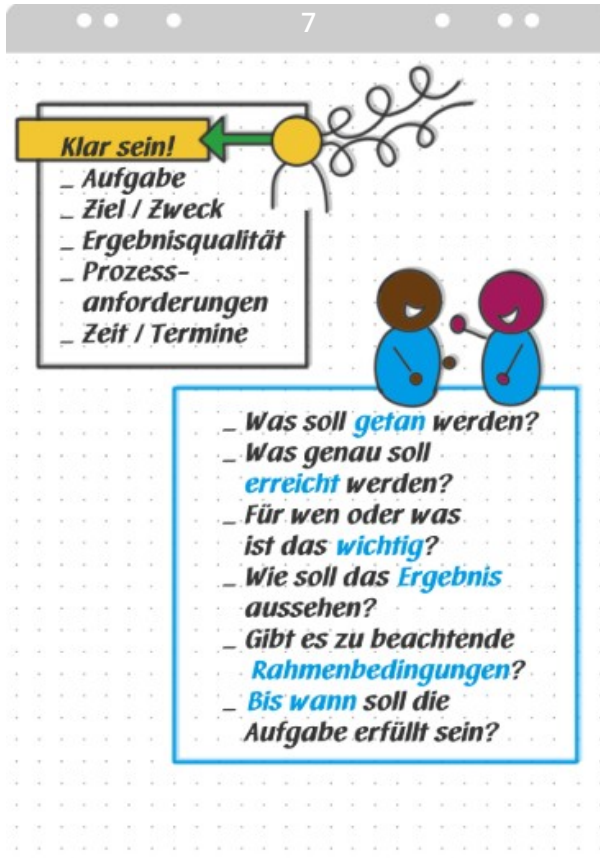 7
Klar sein!
_ Aufgabe
_ Ziel / Zweck
_ Ergebnisqualität
_ Prozess-
anforderungen
_ Zeit / Termine
_ Was soll getan werden?
_ Was genau soll
erreicht werden?
_ Für wen oder was
ist das wichtig?
_ Wie soll das Ergebnis
aussehen?
_ Gibt es zu beachtende
Rahmenbedingungen?
_ Bis wann soll die
Aufgabe erfüllt sein?